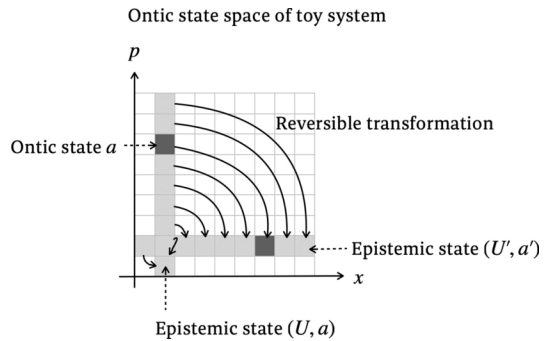 Ontic state space of toy system
p
Reversible transformation
Ontic state a
Epistemic state (U′, a′)
x
Epistemic state (U, a)